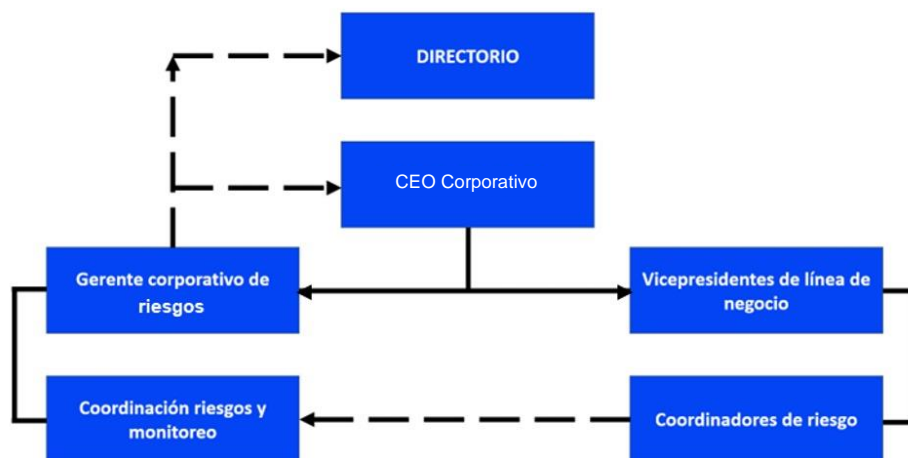 DIRECTORIO
CEO Corporativo
Gerente corporativo de
riesgos
Vicepresidentes de línea de
negocio
Coordinación riesgos y
monitoreo
Coordinadores de riesgo